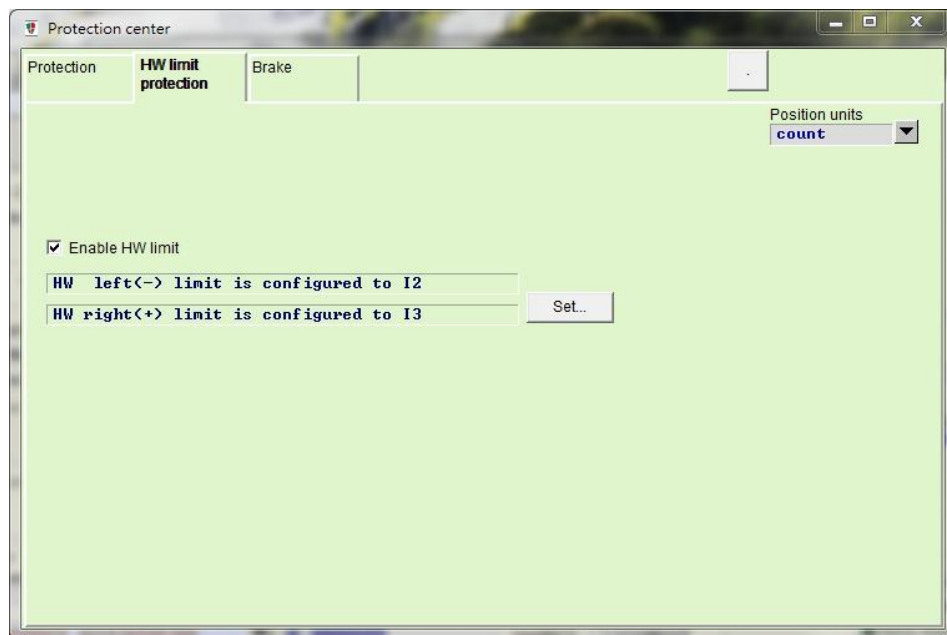 Protection center
Protection
HW limit
protection
Brake
.
Position units
count
Enable HW limit
HW  left(-) limit is configured to I2
HW right(+) limit is configured to I3
Set...